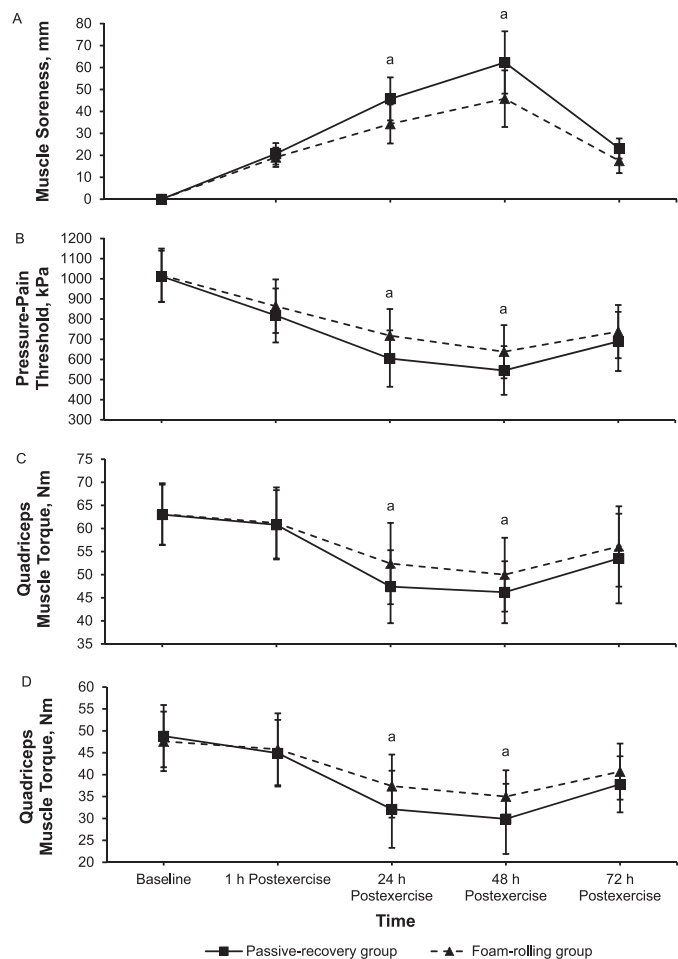 A
Muscle Soreness, mm
80
70
60
50
40
30
20
10
0
a
a
B
Pressure-Pain
Threshold, kPa
1200
1100
1000
900
800
700
600
500
400
300
a
a
C
Quadriceps
Muscle Torque, Nm
75
70
65
60
55
50
45
40
35
a
a
D
Quadriceps
Muscle Torque, Nm
60
55
50
45
40
35
30
25
20
a
a
Baseline
1 h Postexercise
24 h
Postexercise
48 h
Postexercise
72 h
Postexercise
Time
Passive-recovery group
Foam-rolling group